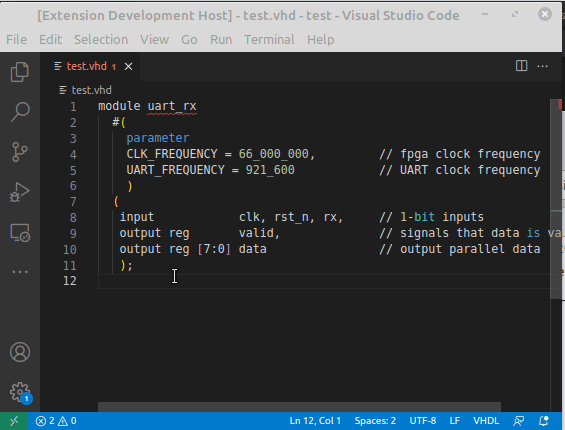 [Extension Development Host] - test.vhd - test - Visual Studio Code
File Edit Selection View Go Run Terminal Help
test.vhd 1
test.vhd
1 module uart_rx
2 #(
3 parameter
4 CLK_FREQUENCY = 66_000_000, // fpga clock frequency
5 UART_FREQUENCY = 921_600 // UART clock frequency
6 )
7 (
8 input clk, rst_n, rx, // 1-bit inputs
9 output reg valid, // signals that data is va
10 output reg [7:0] data // output parallel data
11 );
12
1
2 0 Ln 12, Col 1 Spaces: 2 UTF-8 LF VHDL